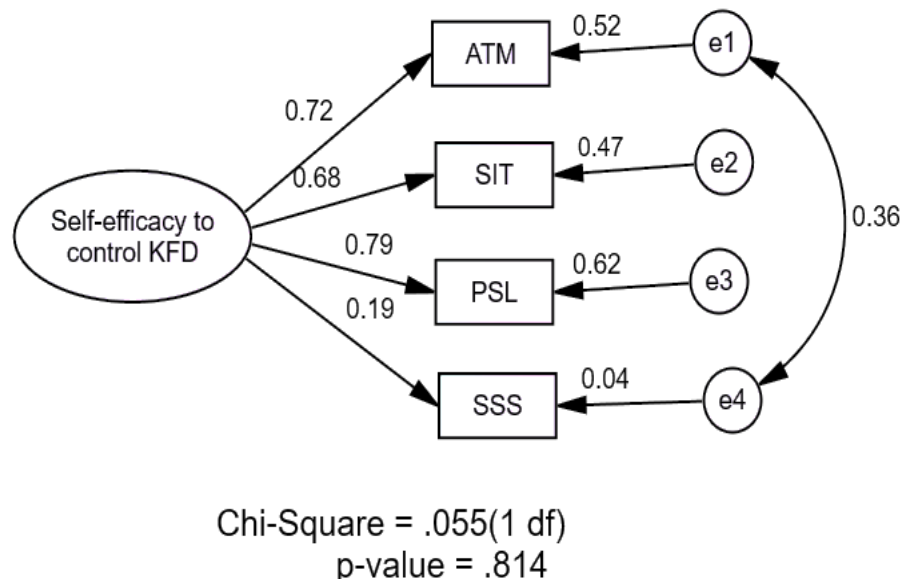 0.52
ATM
e1
0.72
0.47
SIT
e2
0.68
0.36
Self-efficacy to
control KFD
0.79
0.62
PSL
e3
0.19
0.04
SSS
e4
Chi-Square = .055(1 df)
p-value = .814